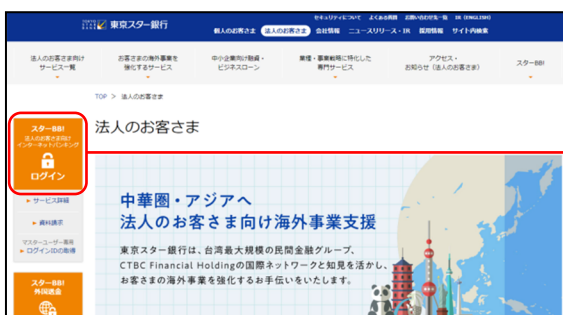 TOKYO STAR BANK 東京スター銀行
セキュリティについて よくある質問 お問い合わせ先一覧 IR (ENGLISH)
個人のお客さま 法人のお客さま 会社情報 ニュースリリース・IR 採用情報 サイト内検索
法人のお客さま向け
サービス一覧
お客さまの海外事業を
強化するサービス
中小企業向け融資・
ビジネスローン
業種・事業戦略に特化した
専門サービス
アクセス・
お知らせ（法人のお客さま）
スターBB!
TOP > 法人のお客さま
スターBB!
法人のお客さま向け
インターネットバンキング
ログイン
サービス詳細
資料請求
マスターユーザー専用
ログインIDの取得
スターBB!
外国送金
法人のお客さま
中華圏・アジアへ
法人のお客さま向け海外事業支援
東京スター銀行は、台湾最大規模の民間金融グループ、
CTBC Financial Holdingの国際ネットワークと知見を活かし、
お客さまの海外事業を強化するお手伝いをいたします。